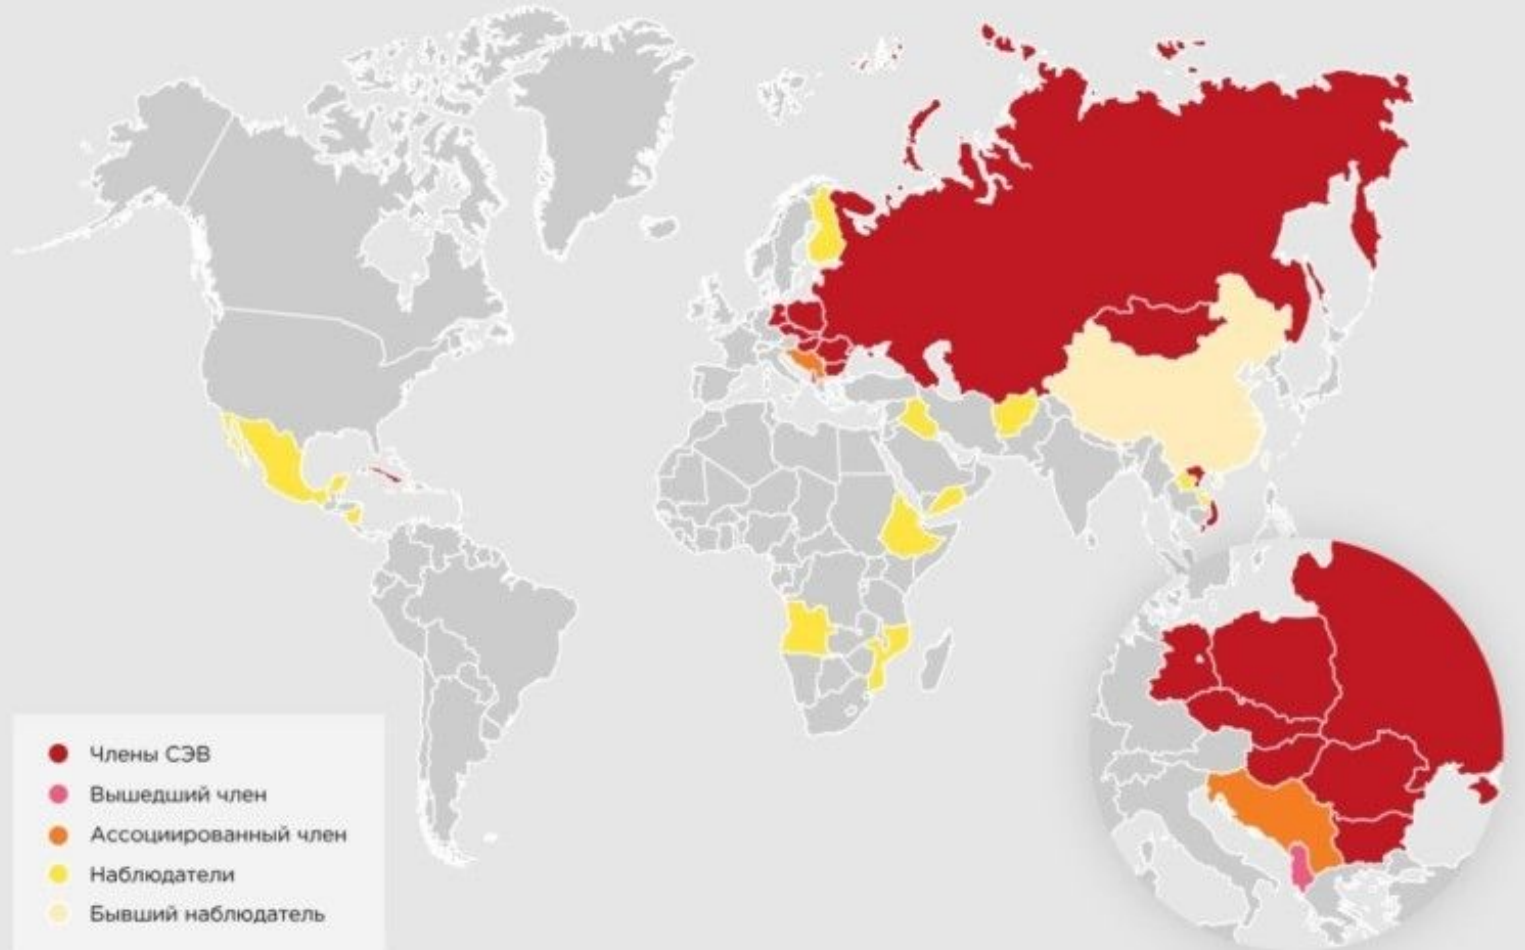 Члены СЭВ
Вышедший член
Ассоциированный член
Наблюдатели
Бывший наблюдатель